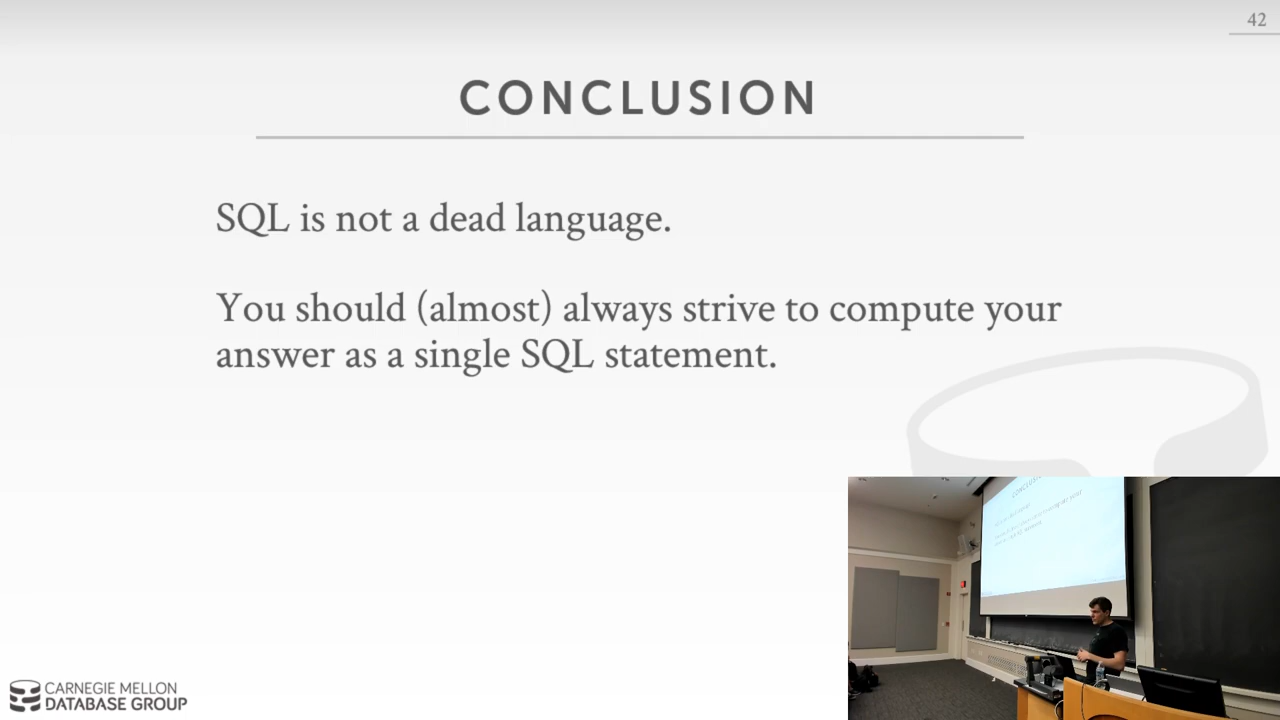 42
CONCLUSION
SQL is not a dead language.
You should (almost) always strive to compute your
answer as a single SQL statement.
CONCLUSION
CARNEGIE MELLON
DATABASE GROUP